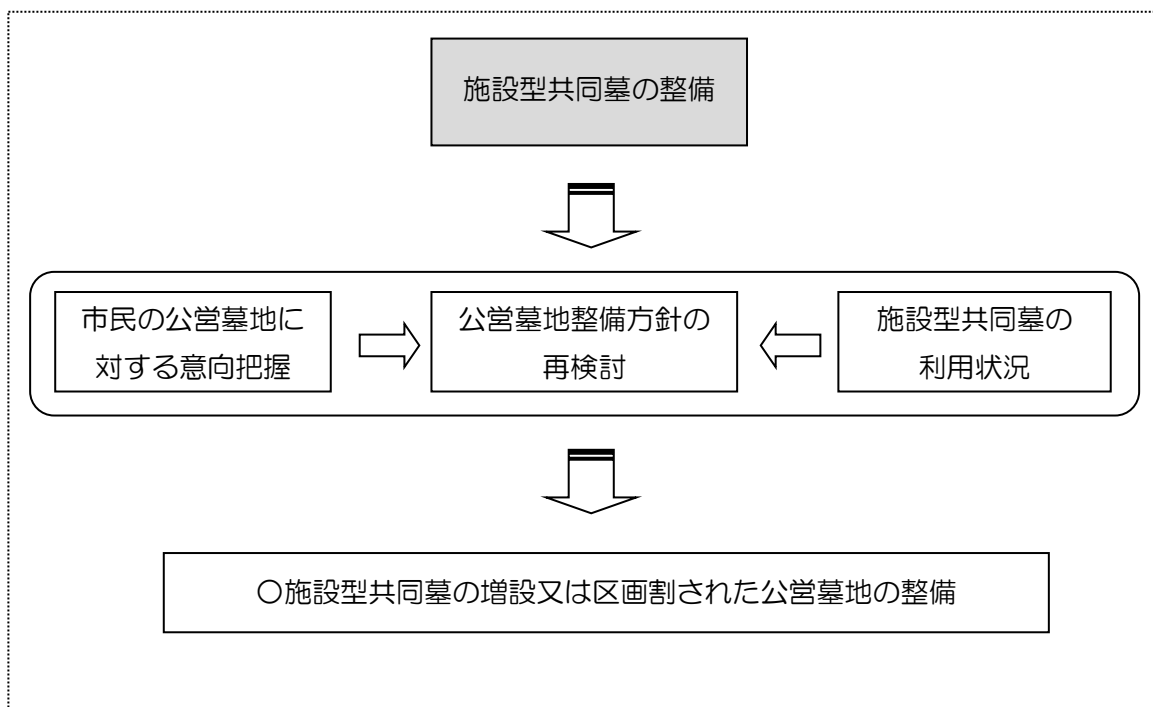 施設型共同墓の整備
市民の公営墓地に
対する意向把握
公営墓地整備方針の
再検討
施設型共同墓の
利用状況
〇施設型共同墓の増設又は区画割された公営墓地の整備